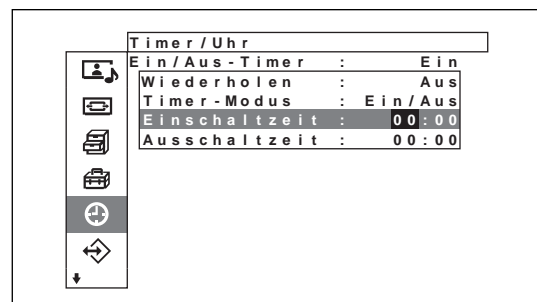 Timer/Uhr
Ein/Aus-Timer : Ein
Wiederholen : Aus
Timer-Modus : Ein/Aus
Einschaltzeit : 00:00
Ausschaltzeit : 00:00